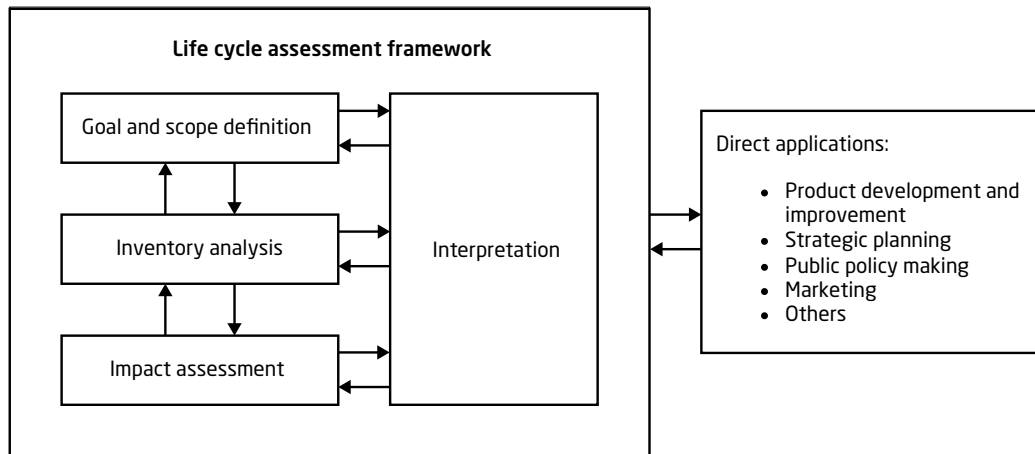 Life cycle assessment framework
Goal and scope definition
Inventory analysis
Impact assessment
Interpretation
Direct applications:
• Product development and
improvement
• Strategic planning
• Public policy making
• Marketing
• Others